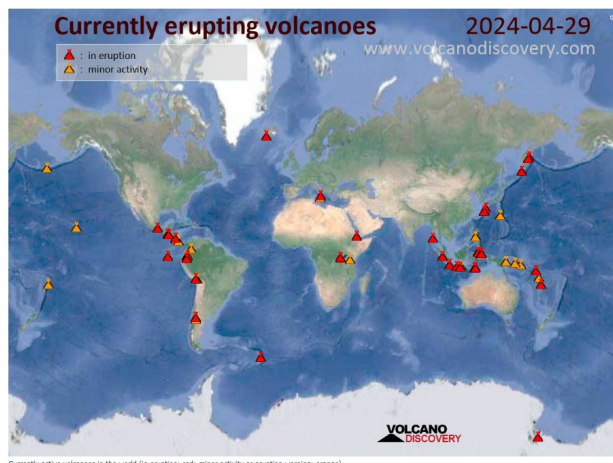 Currently erupting volcanoes 2024-04-29
www.volcanodiscovery.com
: in eruption
: minor activity
VOLCANO
DISCOVERY